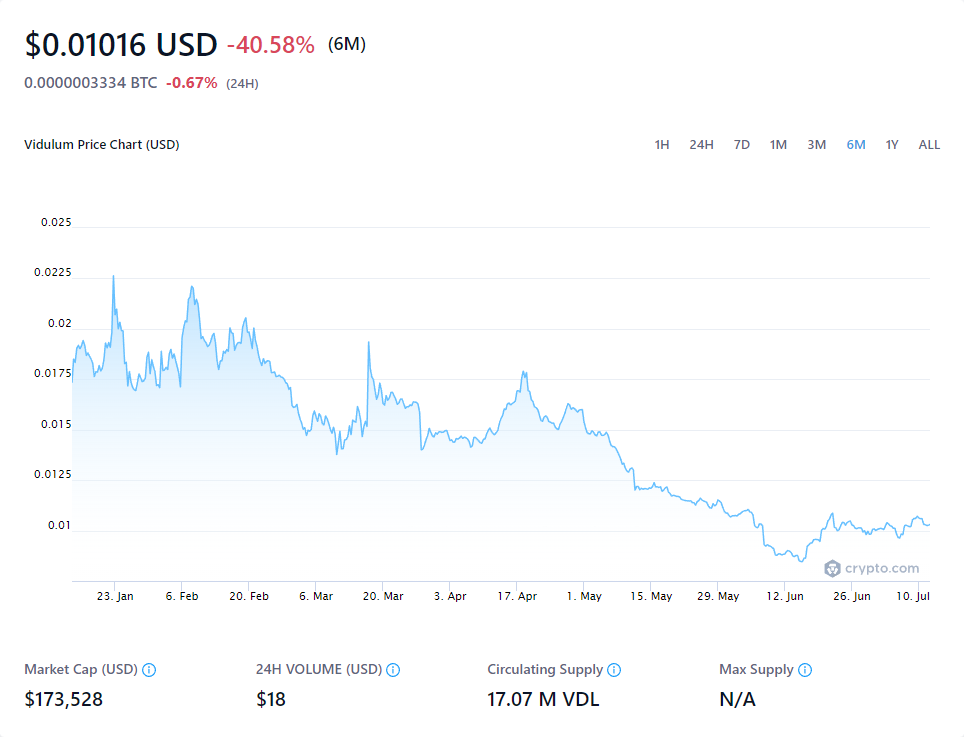 $0.01016 USD -40.58% (6M)
0.0000003334 BTC -0.67% (24H)
Vidulum Price Chart (USD) 1H 24H 7D 1M 3M 6M 1Y ALL
0.025
0.0225
0.02
0.0175
0.015
0.0125
0.01
crypto.com
23. Jan 6. Feb 20. Feb 6. Mar 20. Mar 3. Apr 17. Apr 1. May 15. May 29. May 12. Jun 26. Jun 10. Jul
Market Cap (USD) 24H VOLUME (USD) Circulating Supply Max Supply
$173,528 $18 17.07 M VDL N/A